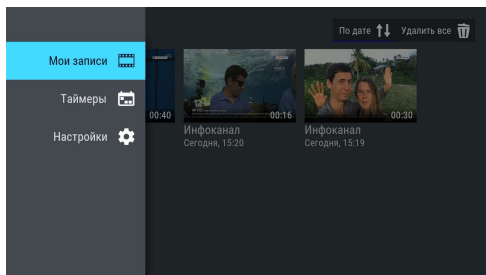 По дате Удалить все
Мои записи
Таймеры
Настройки
00:40
00:16
00:30
Инфоканал
Сегодня, 15:20
Инфоканал
Сегодня, 15:19